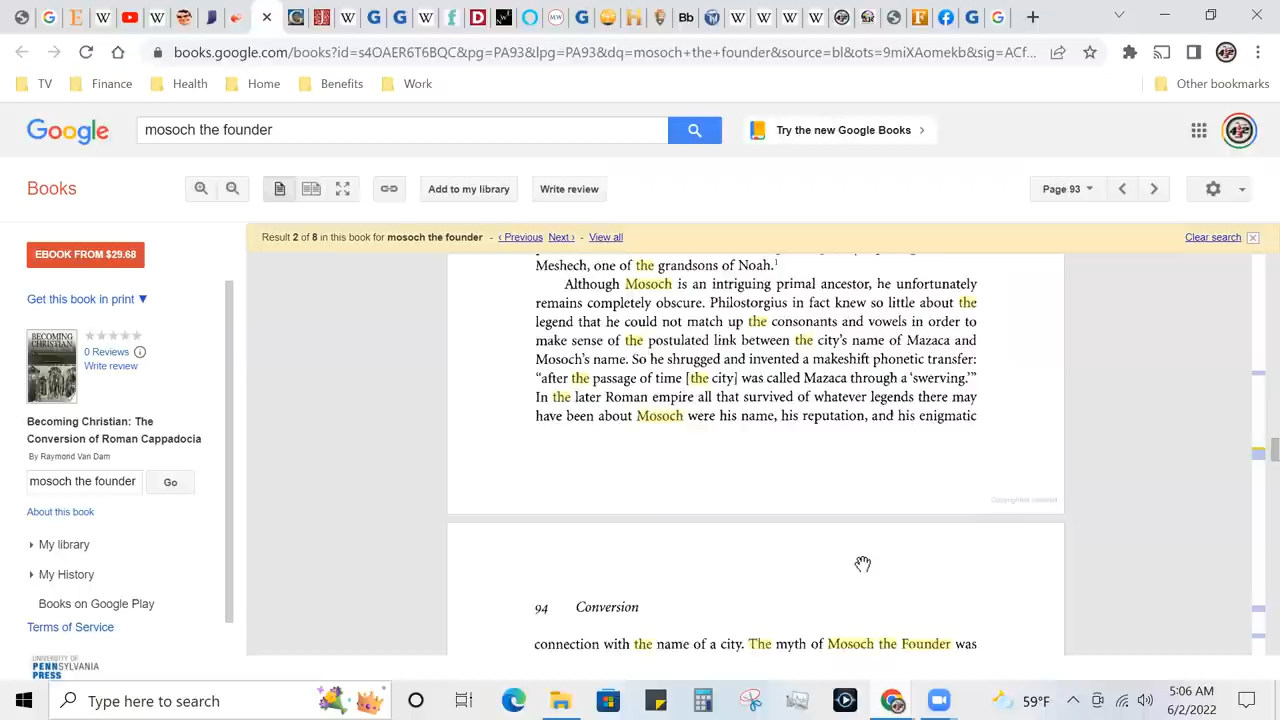 books.google.com/books?id=s4OAER6T6BQC&pg=PA93&lpg=PA93&dq=mosoch+the+founder&source=bl&ots=9miXAomekb&sig=ACf...
TV Finance Health Home Benefits Work Other bookmarks
Google mosoch the founder Try the new Google Books
Books Add to my library Write review Page 93
Result 2 of 8 in this book for mosoch the founder - ‹ Previous Next › - View all Clear search
EBOOK FROM $29.68
Get this book in print ▼
0 Reviews
Write review
Becoming Christian: The
Conversion of Roman Cappadocia
By Raymond Van Dam
mosoch the founder Go
About this book
My library
My History
Books on Google Play
Terms of Service
UNIVERSITY OF
PENNSYLVANIA
PRESS
BECOMING
CHRISTIAN
Meshech, one of the grandsons of Noah.¹
Although Mosoch is an intriguing primal ancestor, he unfortunately
remains completely obscure. Philostorgius in fact knew so little about the
legend that he could not match up the consonants and vowels in order to
make sense of the postulated link between the city's name of Mazaca and
Mosoch's name. So he shrugged and invented a makeshift phonetic transfer:
“after the passage of time [the city] was called Mazaca through a ‘swerving.’”
In the later Roman empire all that survived of whatever legends there may
have been about Mosoch were his name, his reputation, and his enigmatic
Copyrighted material
94 Conversion
connection with the name of a city. The myth of Mosoch the Founder was
Type here to search
59°F
5:06 AM
6/2/2022